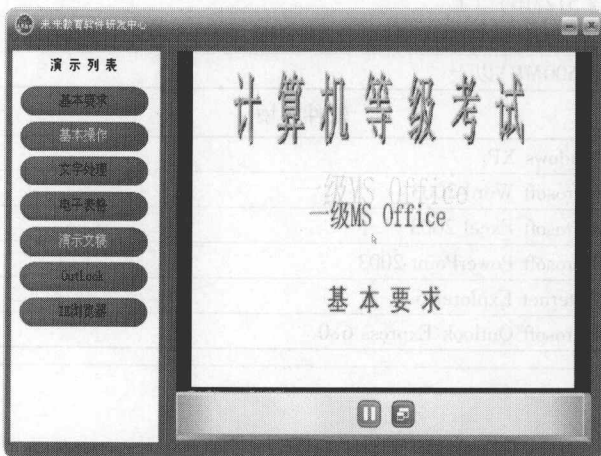 未来教育软件研发中心
演示列表
基本要求
基本操作
文字处理
电子表格
演示文稿
OutLook
IE浏览器
计算机等级考试
一级MS Office
基本要求